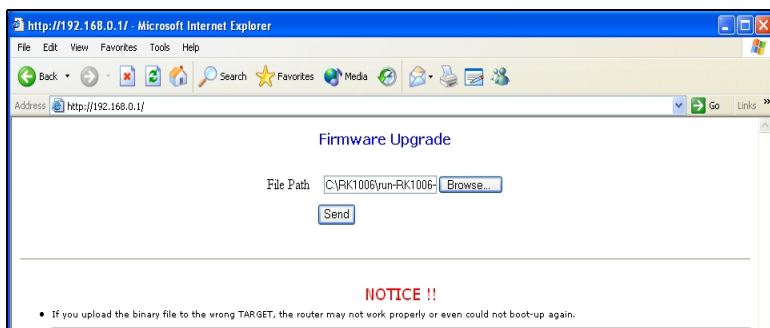 http://192.168.0.1/ - Microsoft Internet Explorer
File Edit View Favorites Tools Help
Back Search Favorites Media
Address http://192.168.0.1/ Go Links »
Firmware Upgrade
File Path C:\RK1006\run-RK1006- Browse...
Send
NOTICE !!
If you upload the binary file to the wrong TARGET, the router may not work properly or even could not boot-up again.